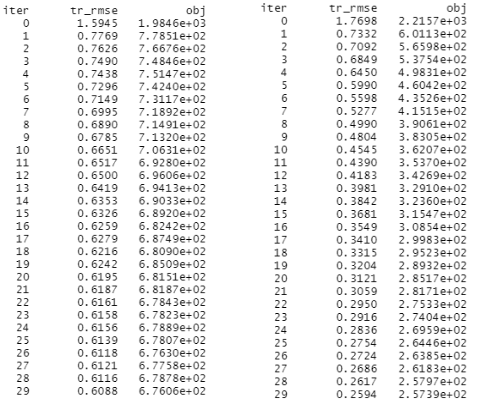 iter tr_rmse obj
0 1.5945 1.9846e+03
1 0.7769 7.7851e+02
2 0.7626 7.6676e+02
3 0.7490 7.4846e+02
4 0.7438 7.5147e+02
5 0.7296 7.4240e+02
6 0.7149 7.3117e+02
7 0.6995 7.1892e+02
8 0.6890 7.1491e+02
9 0.6785 7.1320e+02
10 0.6651 7.0631e+02
11 0.6517 6.9280e+02
12 0.6500 6.9606e+02
13 0.6419 6.9413e+02
14 0.6353 6.9033e+02
15 0.6326 6.8920e+02
16 0.6259 6.8242e+02
17 0.6279 6.8749e+02
18 0.6216 6.8090e+02
19 0.6242 6.8509e+02
20 0.6195 6.8151e+02
21 0.6187 6.8187e+02
22 0.6161 6.7843e+02
23 0.6158 6.7823e+02
24 0.6156 6.7889e+02
25 0.6139 6.7807e+02
26 0.6118 6.7630e+02
27 0.6121 6.7758e+02
28 0.6116 6.7878e+02
29 0.6088 6.7606e+02
iter tr_rmse obj
0 1.7698 2.2157e+03
1 0.7332 6.0113e+02
2 0.7092 5.6598e+02
3 0.6849 5.3754e+02
4 0.6450 4.9831e+02
5 0.5990 4.6042e+02
6 0.5598 4.3526e+02
7 0.5277 4.1515e+02
8 0.4990 3.9061e+02
9 0.4804 3.8305e+02
10 0.4545 3.6207e+02
11 0.4390 3.5370e+02
12 0.4183 3.4269e+02
13 0.3981 3.2910e+02
14 0.3842 3.2360e+02
15 0.3681 3.1547e+02
16 0.3549 3.0854e+02
17 0.3410 2.9983e+02
18 0.3315 2.9523e+02
19 0.3204 2.8932e+02
20 0.3121 2.8517e+02
21 0.3059 2.8171e+02
22 0.2950 2.7533e+02
23 0.2916 2.7404e+02
24 0.2836 2.6959e+02
25 0.2754 2.6446e+02
26 0.2724 2.6385e+02
27 0.2686 2.6183e+02
28 0.2617 2.5797e+02
29 0.2594 2.5739e+02